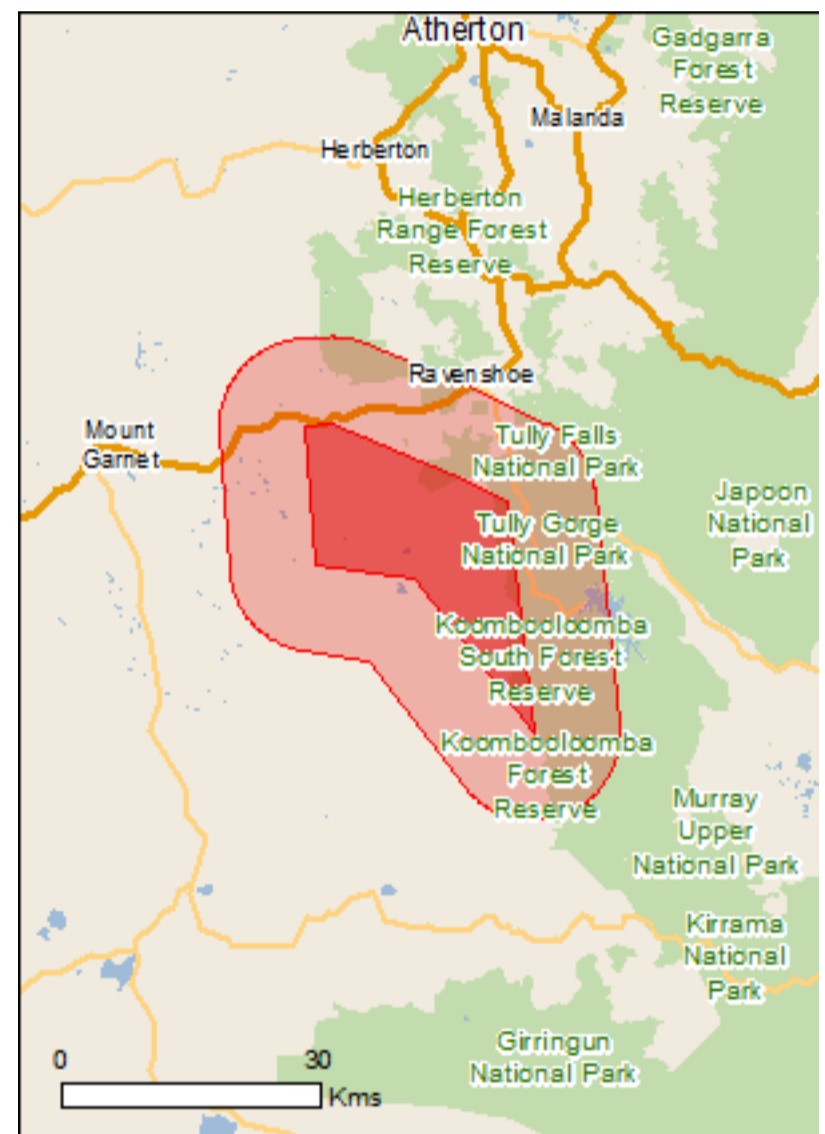 Atherton
Gadgarra
Forest
Reserve
Malanda
Herberton
Herberton
Range Forest
Reserve
Ravenshoe
Mount
Garnet
Tully Falls
National Park
Japoon
National
Park
Tully Gorge
National Park
Koombooloomba
South Forest
Reserve
Koombooloomba
Forest
Reserve
Murray
Upper
National Park
Kirrama
National
Park
Girringun
National Park
0 30
Kms